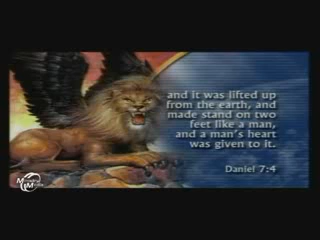 and it was lifted up
from the earth, and
made stand on two
feet like a man,
and a man's heart
was given to it.
Daniel 7:4